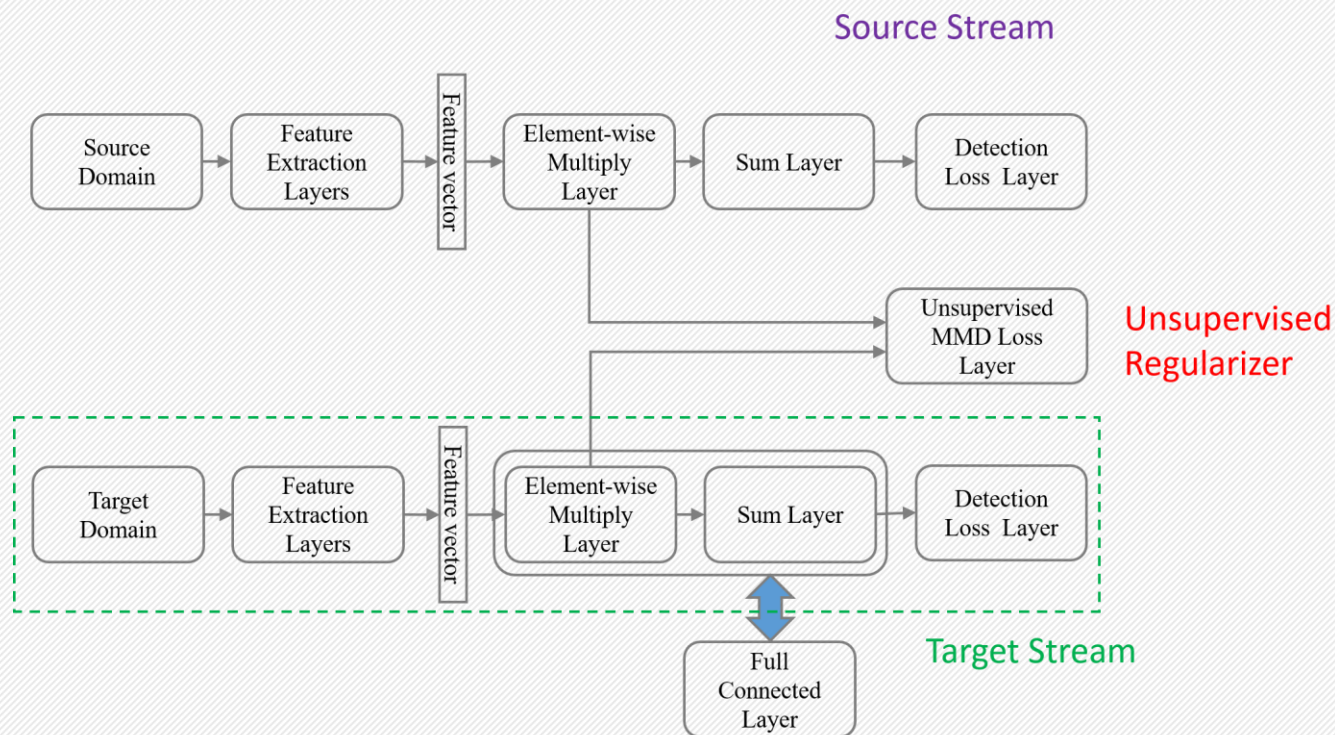 Source Stream
Source
Domain
Feature
Extraction
Layers
Feature vector
Element-wise
Multiply
Layer
Sum Layer
Detection
Loss Layer
Unsupervised
MMD Loss
Layer
Unsupervised
Regularizer
Target
Domain
Feature
Extraction
Layers
Feature vector
Element-wise
Multiply
Layer
Sum Layer
Detection
Loss Layer
Target Stream
Full
Connected
Layer